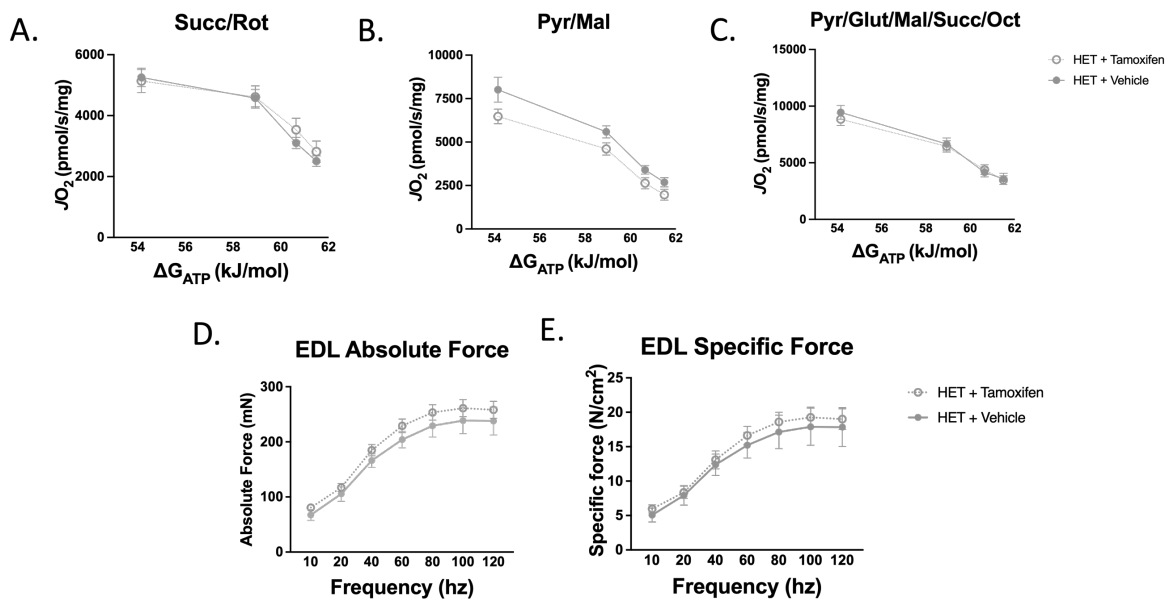 A.
Succ/Rot
JO2 (pmol/s/mg)
6000
4000
2000
0
54 56 58 60 62
ΔGATP (kJ/mol)
B.
Pyr/Mal
JO2 (pmol/s/mg)
10000
7500
5000
2500
0
54 56 58 60 62
ΔGATP (kJ/mol)
C.
Pyr/Glut/Mal/Succ/Oct
JO2 (pmol/s/mg)
15000
10000
5000
0
54 56 58 60 62
ΔGATP (kJ/mol)
HET + Tamoxifen
HET + Vehicle
D.
EDL Absolute Force
Absolute Force (mN)
300
200
100
0
10 20 40 60 80 100 120
Frequency (hz)
E.
EDL Specific Force
Specific force (N/cm2)
25
20
15
10
5
0
10 20 40 60 80 100 120
Frequency (hz)
HET + Tamoxifen
HET + Vehicle